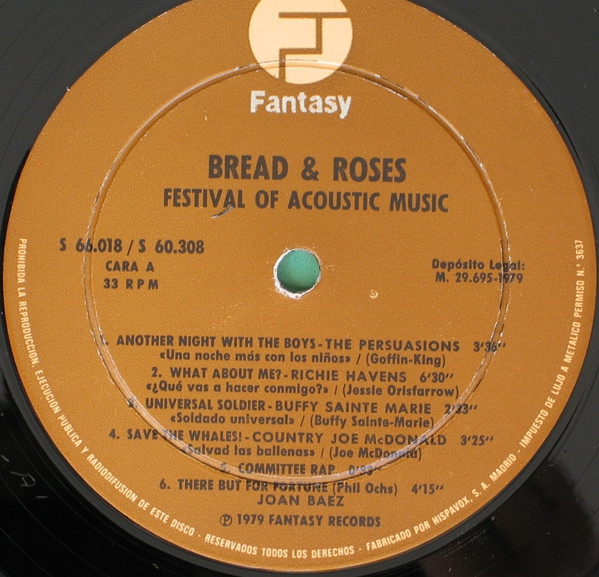 Fantasy
BREAD & ROSES
FESTIVAL OF ACOUSTIC MUSIC
S 66.018 / S 60.308
CARA A
33 RPM
Depósito Legal:
M. 29.695-1979
1. ANOTHER NIGHT WITH THE BOYS - THE PERSUASIONS 3'36"
«Una noche más con los niños» / (Goffin-King)
2. WHAT ABOUT ME? - RICHIE HAVENS 6'30"
«¿Qué vas a hacer conmigo?» / (Jessie Orisfarrow)
3. UNIVERSAL SOLDIER - BUFFY SAINTE MARIE 2'23"
«Soldado universal» / (Buffy Sainte-Marie)
4. SAVE THE WHALES! - COUNTRY JOE McDONALD 3'25"
«Salvad las ballenas» / (Joe McDonald)
5. COMMITTEE RAP
6. THERE BUT FOR FORTUNE (Phil Ochs) 4'15"
JOAN BAEZ
℗ 1979 FANTASY RECORDS
PROHIBIDA LA REPRODUCCION, EJECUCION PUBLICA Y RADIODIFUSION DE ESTE DISCO - RESERVADOS TODOS LOS DERECHOS - FABRICADO POR HISPAVOX, S. A. MADRID - IMPUESTO DE LUJO A METALICO PERMISO N.º 3637